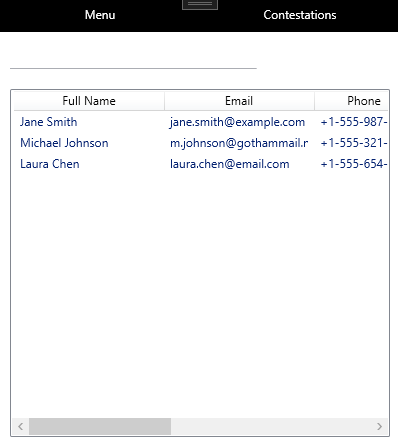 Menu Contestations
Full Name Email Phone
Jane Smith jane.smith@example.com +1-555-987-
Michael Johnson m.johnson@gothammail.r +1-555-321-
Laura Chen laura.chen@email.com +1-555-654-